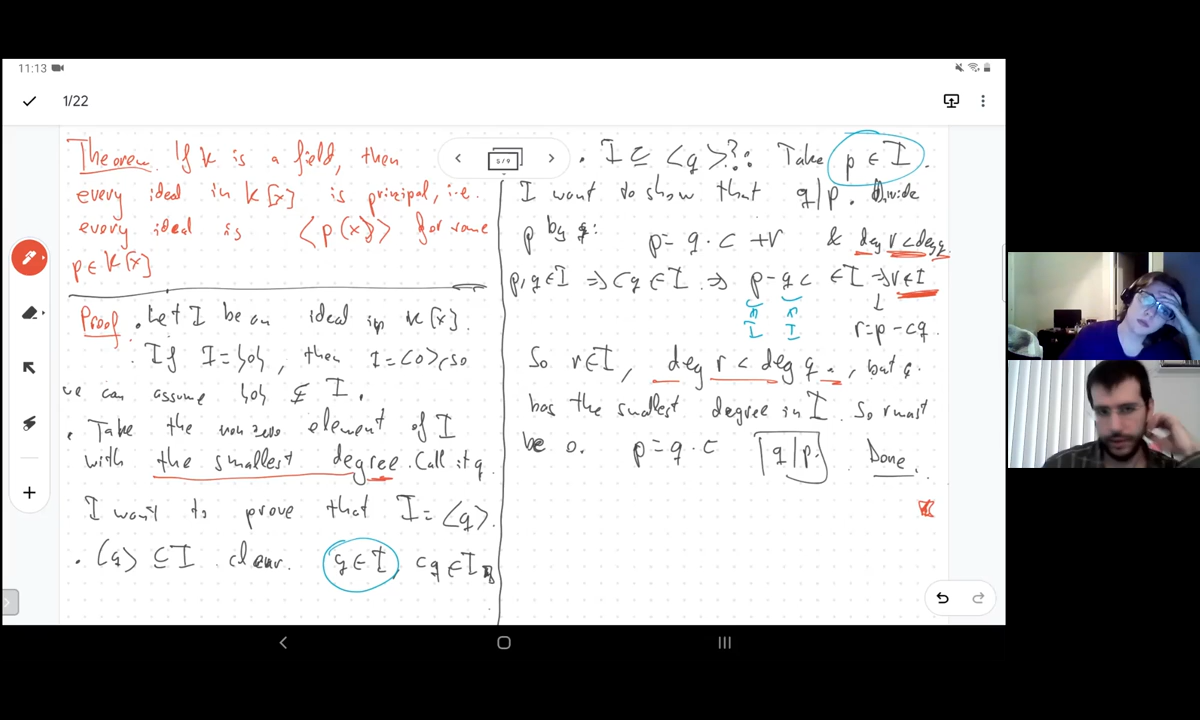 11:13
1/22
5/9
Theorem. If k is a field, then
every ideal in k[x] is principal, i.e.
every ideal is <p(x)> for some
p∈k[x]
Proof . Let I be an ideal in k[x].
. If I={0}, then I=<0>, so
we can assume {0} ⊊ I.
. Take the non zero element of I
with the smallest degree. Call it q
I want to prove that I=<q>.
. <q> ⊆ I clear. q∈I, cq∈I
. I ⊆ <q>?: Take p∈I.
I want to show that q|p. Divide
p by q:    p=q·c+r    & deg r<deg q.
p,q∈I ⇒ cq∈I ⇒ p-qc ∈I ⇒ r∈I
I I
r=p-cq.
So r∈I, deg r < deg q, but q
has the smallest degree in I. So r must
be 0. p=q·c q|p. Done.